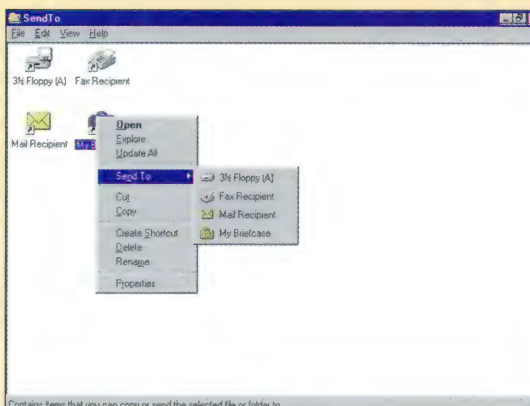 SendTo
File Edit View Help
3½ Floppy (A) Fax Recipient
Mail Recipient My B
Open
Explore
Update All
Send To
Cut
Copy
Create Shortcut
Delete
Rename
Properties
3½ Floppy (A)
Fax Recipient
Mail Recipient
My Briefcase
Contains items that you can copy or send the selected file or folder to.